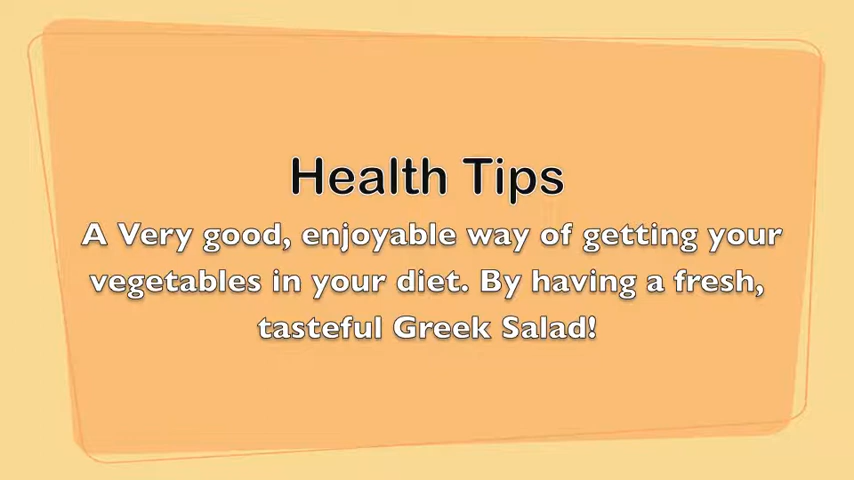 Health Tips
A Very good, enjoyable way of getting your
vegetables in your diet. By having a fresh,
tasteful Greek Salad!